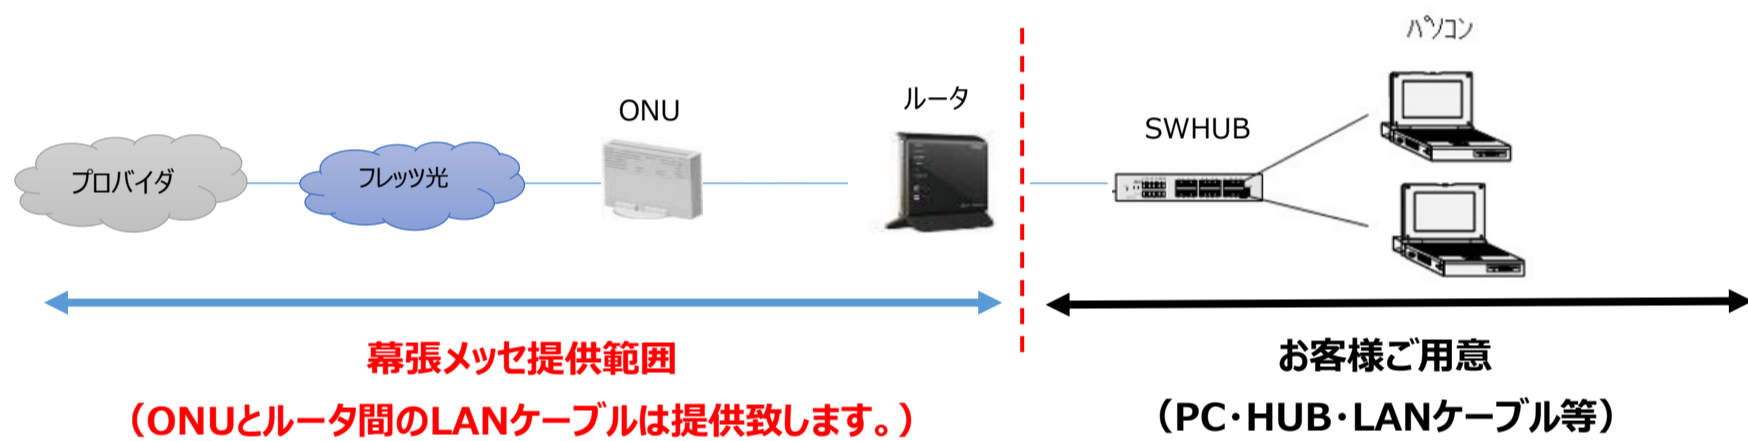 パソコン
ルータ
ONU
SWHUB
プロバイダ
フレッツ光
幕張メッセ提供範囲
（ONUとルータ間のLANケーブルは提供致します。）
お客様ご用意
（PC・HUB・LANケーブル等）